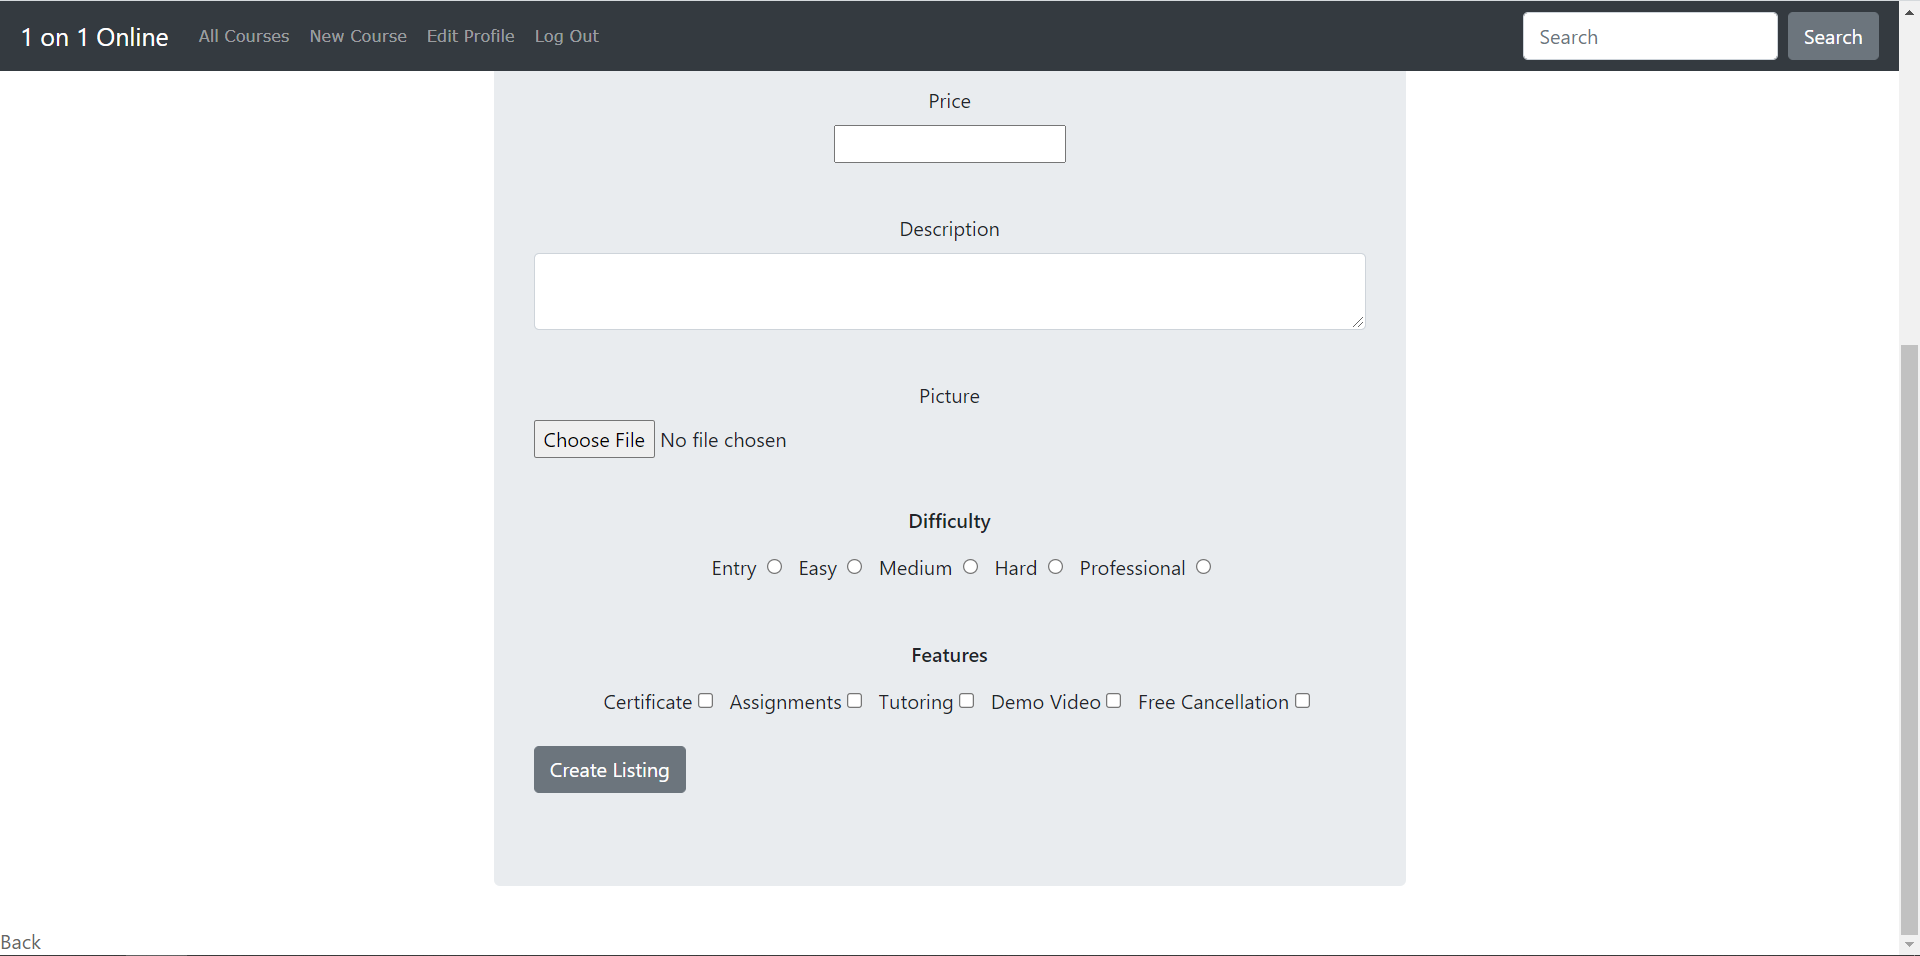 1 on 1 Online All Courses New Course Edit Profile Log Out Search Search
Price
Description
Picture
Choose File No file chosen
Difficulty
Entry Easy Medium Hard Professional
Features
Certificate Assignments Tutoring Demo Video Free Cancellation
Create Listing
Back